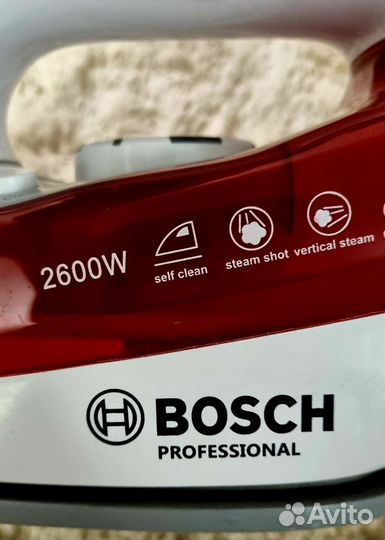 2600W
self clean
steam shot
vertical steam
BOSCH
PROFESSIONAL
Avito